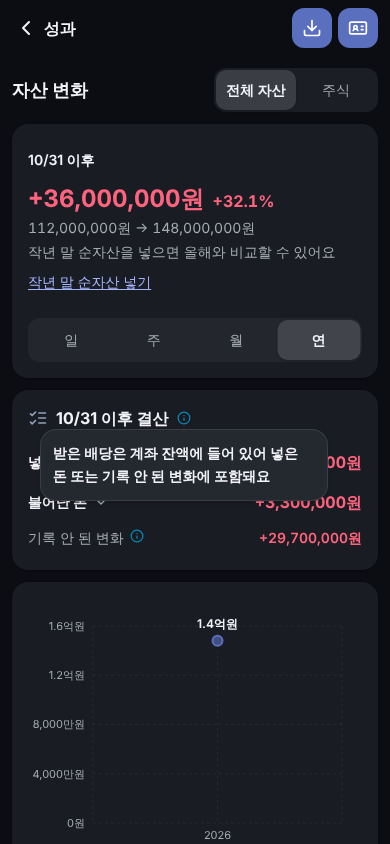 성과
자산 변화
전체 자산
주식
10/31 이후
+36,000,000원 +32.1%
112,000,000원 → 148,000,000원
작년 말 순자산을 넣으면 올해와 비교할 수 있어요
작년 말 순자산 넣기
일 주 월 연
10/31 이후 결산
받은 배당은 계좌 잔액에 들어 있어 넣은
돈 또는 기록 안 된 변화에 포함돼요
불어난 돈 +3,300,000원
기록 안 된 변화 +29,700,000원
1.4억원
1.6억원
1.2억원
8,000만원
4,000만원
0원
2026